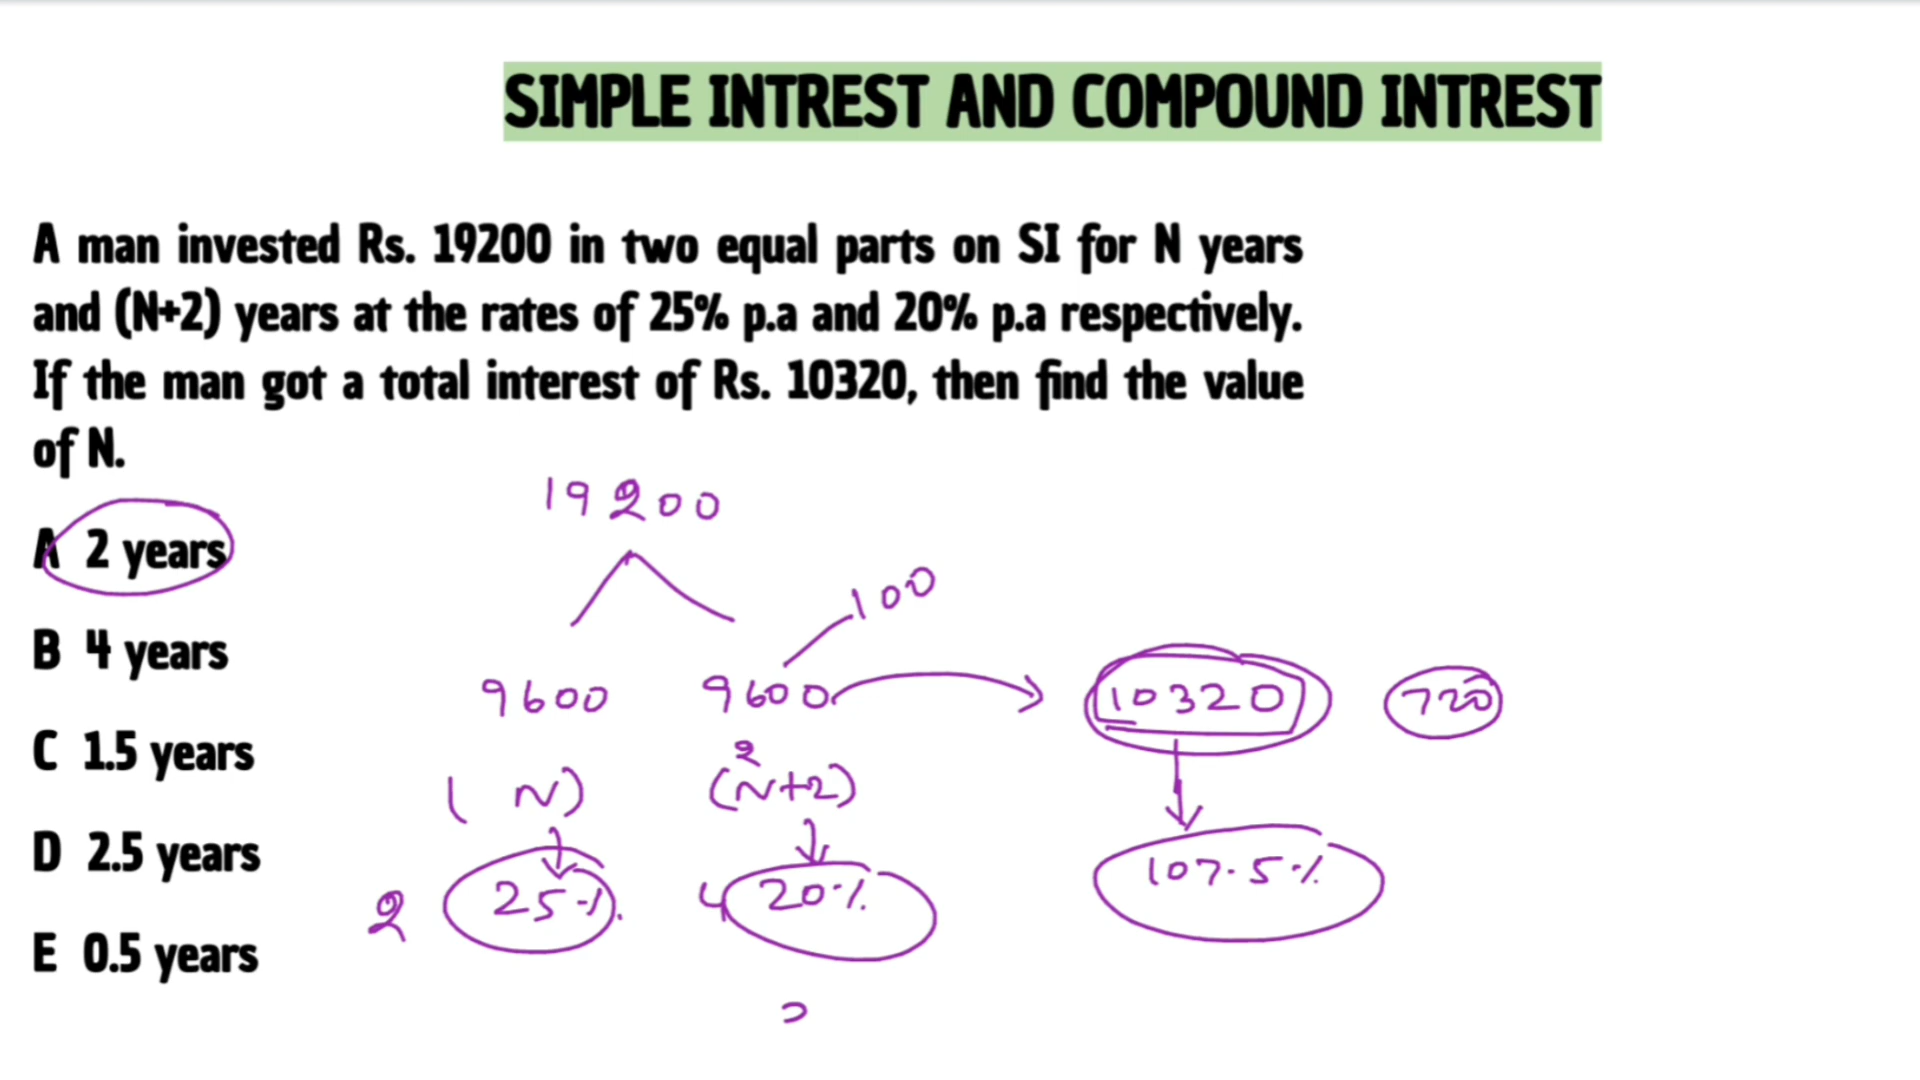 SIMPLE INTREST AND COMPOUND INTREST
A man invested Rs. 19200 in two equal parts on SI for N years
and (N+2) years at the rates of 25% p.a and 20% p.a respectively.
If the man got a total interest of Rs. 10320, then find the value
of N.
19200
A 2 years
100
B 4 years
9600 9600 10320 720
C 1.5 years
2
( N) (N+2)
D 2.5 years
2 25% 4 20% 107.5%
E 0.5 years